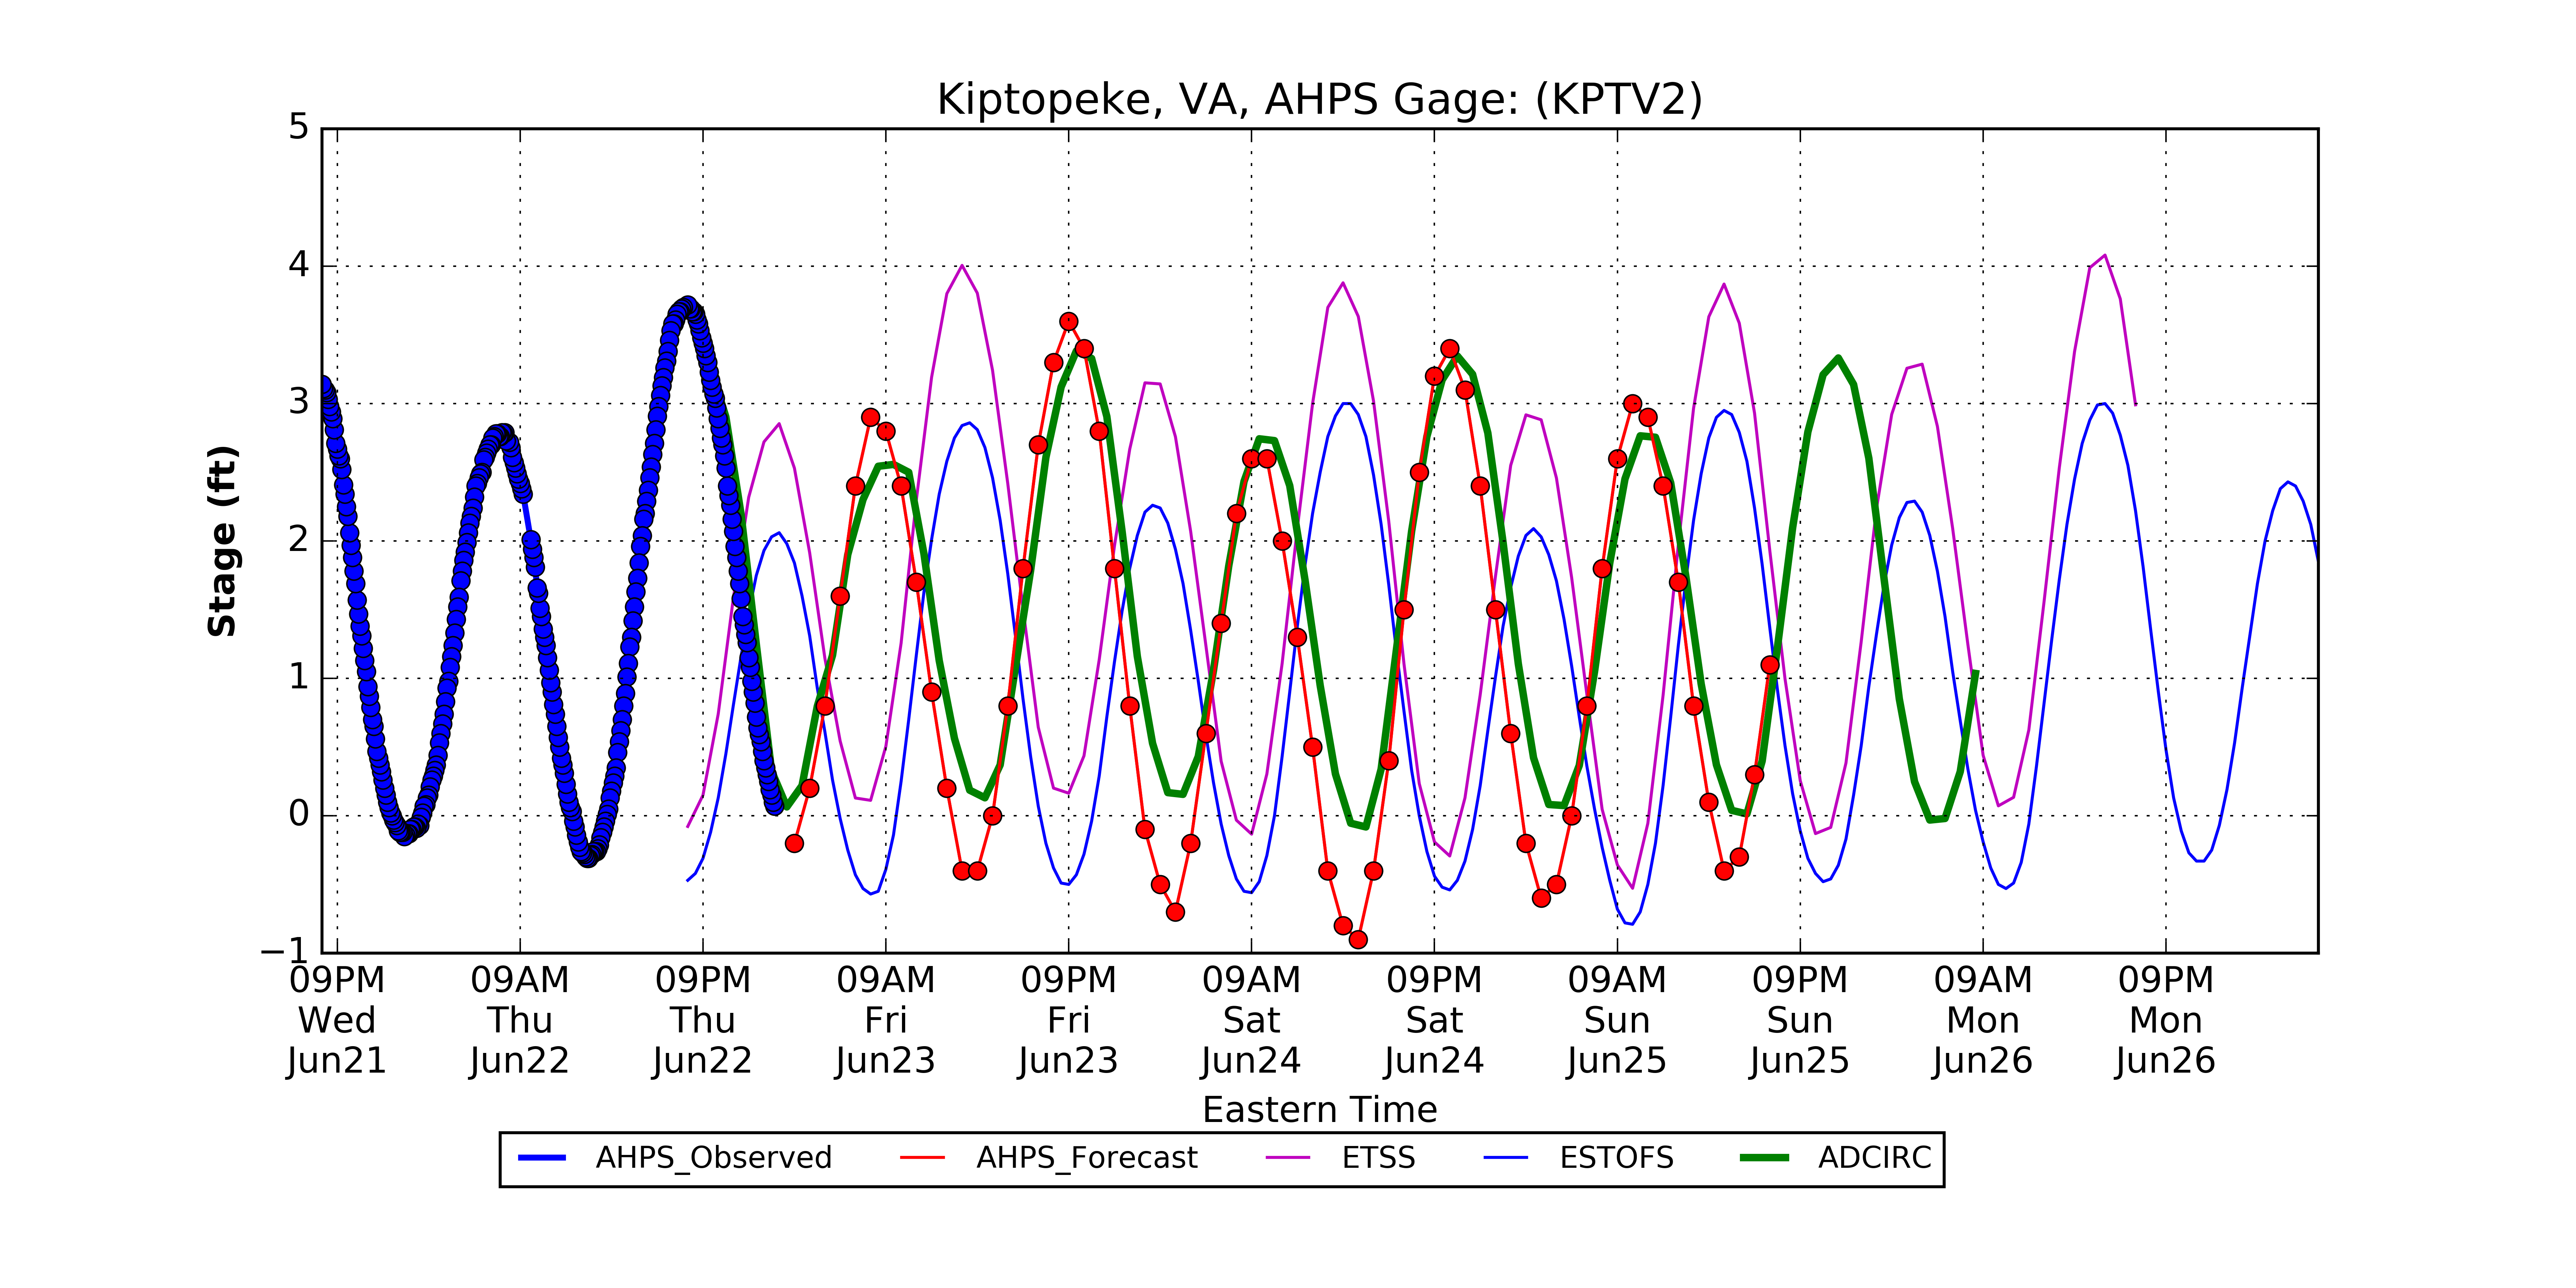 Kiptopeke, VA, AHPS Gage: (KPTV2)
5
4
3
2
1
0
−1
Stage (ft)
09PM 09AM 09PM 09AM 09PM 09AM 09PM 09AM 09PM 09AM 09PM
Wed Thu Thu Fri Fri Sat Sat Sun Sun Mon Mon
Jun21 Jun22 Jun22 Jun23 Jun23 Jun24 Jun24 Jun25 Jun25 Jun26 Jun26
Eastern Time
AHPS_Observed AHPS_Forecast ETSS ESTOFS ADCIRC